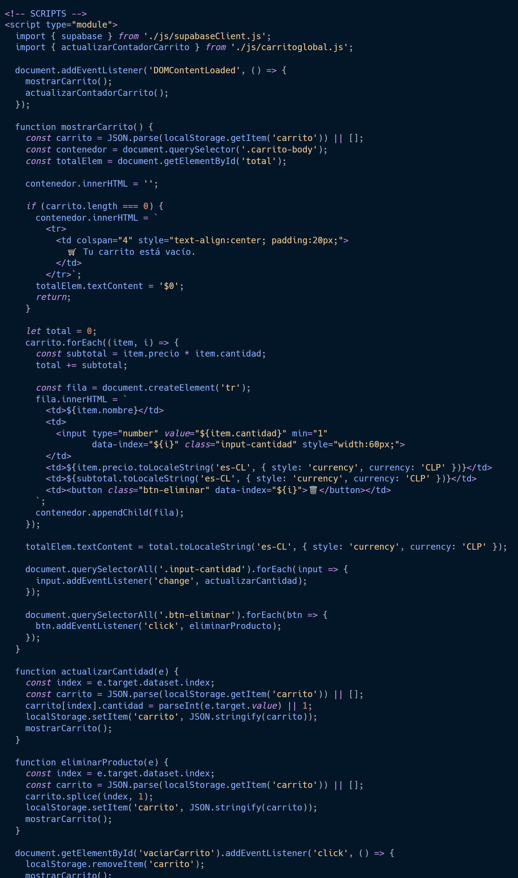 <!-- SCRIPTS -->
<script type="module">
  import { supabase } from './js/supabaseClient.js';
  import { actualizarContadorCarrito } from './js/carritoglobal.js';

  document.addEventListener('DOMContentLoaded', () => {
    mostrarCarrito();
    actualizarContadorCarrito();
  });

  function mostrarCarrito() {
    const carrito = JSON.parse(localStorage.getItem('carrito')) || [];
    const contenedor = document.querySelector('.carrito-body');
    const totalElem = document.getElementById('total');

    contenedor.innerHTML = '';

    if (carrito.length === 0) {
      contenedor.innerHTML = `
        <tr>
          <td colspan="4" style="text-align:center; padding:20px;">
            🛒 Tu carrito está vacío.
          </td>
        </tr>`;
      totalElem.textContent = '$0';
      return;
    }

    let total = 0;
    carrito.forEach((item, i) => {
      const subtotal = item.precio * item.cantidad;
      total += subtotal;

      const fila = document.createElement('tr');
      fila.innerHTML = `
        <td>${item.nombre}</td>
        <td>
          <input type="number" value="${item.cantidad}" min="1"
                 data-index="${i}" class="input-cantidad" style="width:60px;">
        </td>
        <td>${item.precio.toLocaleString('es-CL', { style: 'currency', currency: 'CLP' })}</td>
        <td>${subtotal.toLocaleString('es-CL', { style: 'currency', currency: 'CLP' })}</td>
        <td><button class="btn-eliminar" data-index="${i}">🗑️</button></td>
      `;
      contenedor.appendChild(fila);
    });

    totalElem.textContent = total.toLocaleString('es-CL', { style: 'currency', currency: 'CLP' });

    document.querySelectorAll('.input-cantidad').forEach(input => {
      input.addEventListener('change', actualizarCantidad);
    });

    document.querySelectorAll('.btn-eliminar').forEach(btn => {
      btn.addEventListener('click', eliminarProducto);
    });
  }

  function actualizarCantidad(e) {
    const index = e.target.dataset.index;
    const carrito = JSON.parse(localStorage.getItem('carrito')) || [];
    carrito[index].cantidad = parseInt(e.target.value) || 1;
    localStorage.setItem('carrito', JSON.stringify(carrito));
    mostrarCarrito();
  }

  function eliminarProducto(e) {
    const index = e.target.dataset.index;
    const carrito = JSON.parse(localStorage.getItem('carrito')) || [];
    carrito.splice(index, 1);
    localStorage.setItem('carrito', JSON.stringify(carrito));
    mostrarCarrito();
  }

  document.getElementById('vaciarCarrito').addEventListener('click', () => {
    localStorage.removeItem('carrito');
    mostrarCarrito();